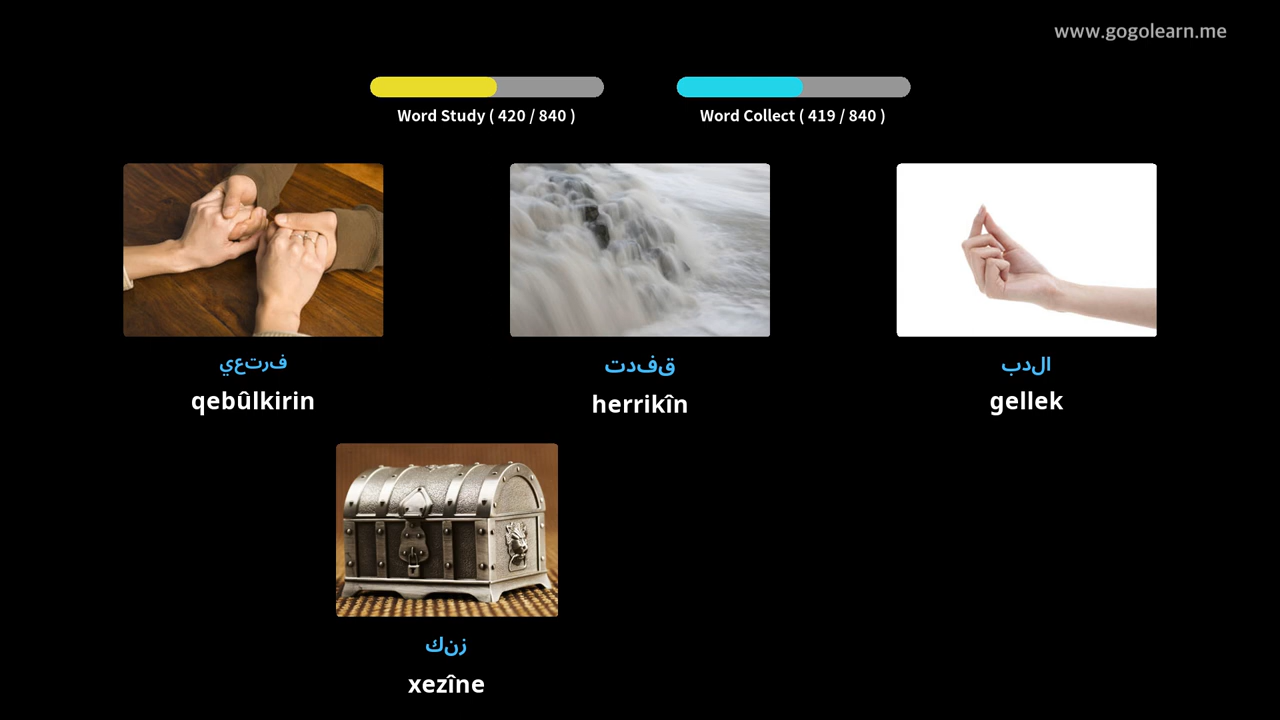 www.gogolearn.me
Word Study ( 420 / 840 )
Word Collect ( 419 / 840 )
فرتعي
qebûlkirin
قفدت
herrikîn
الدب
gellek
زنك
xezîne